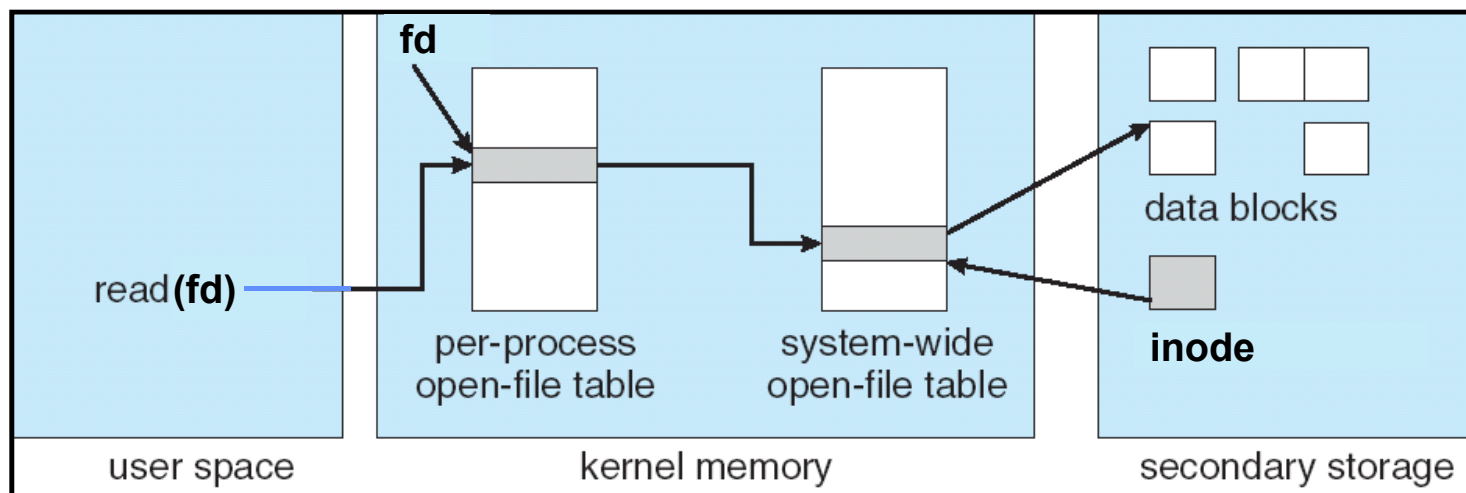 fd
data blocks
read(fd)
inode
per-process
open-file table
system-wide
open-file table
user space
kernel memory
secondary storage